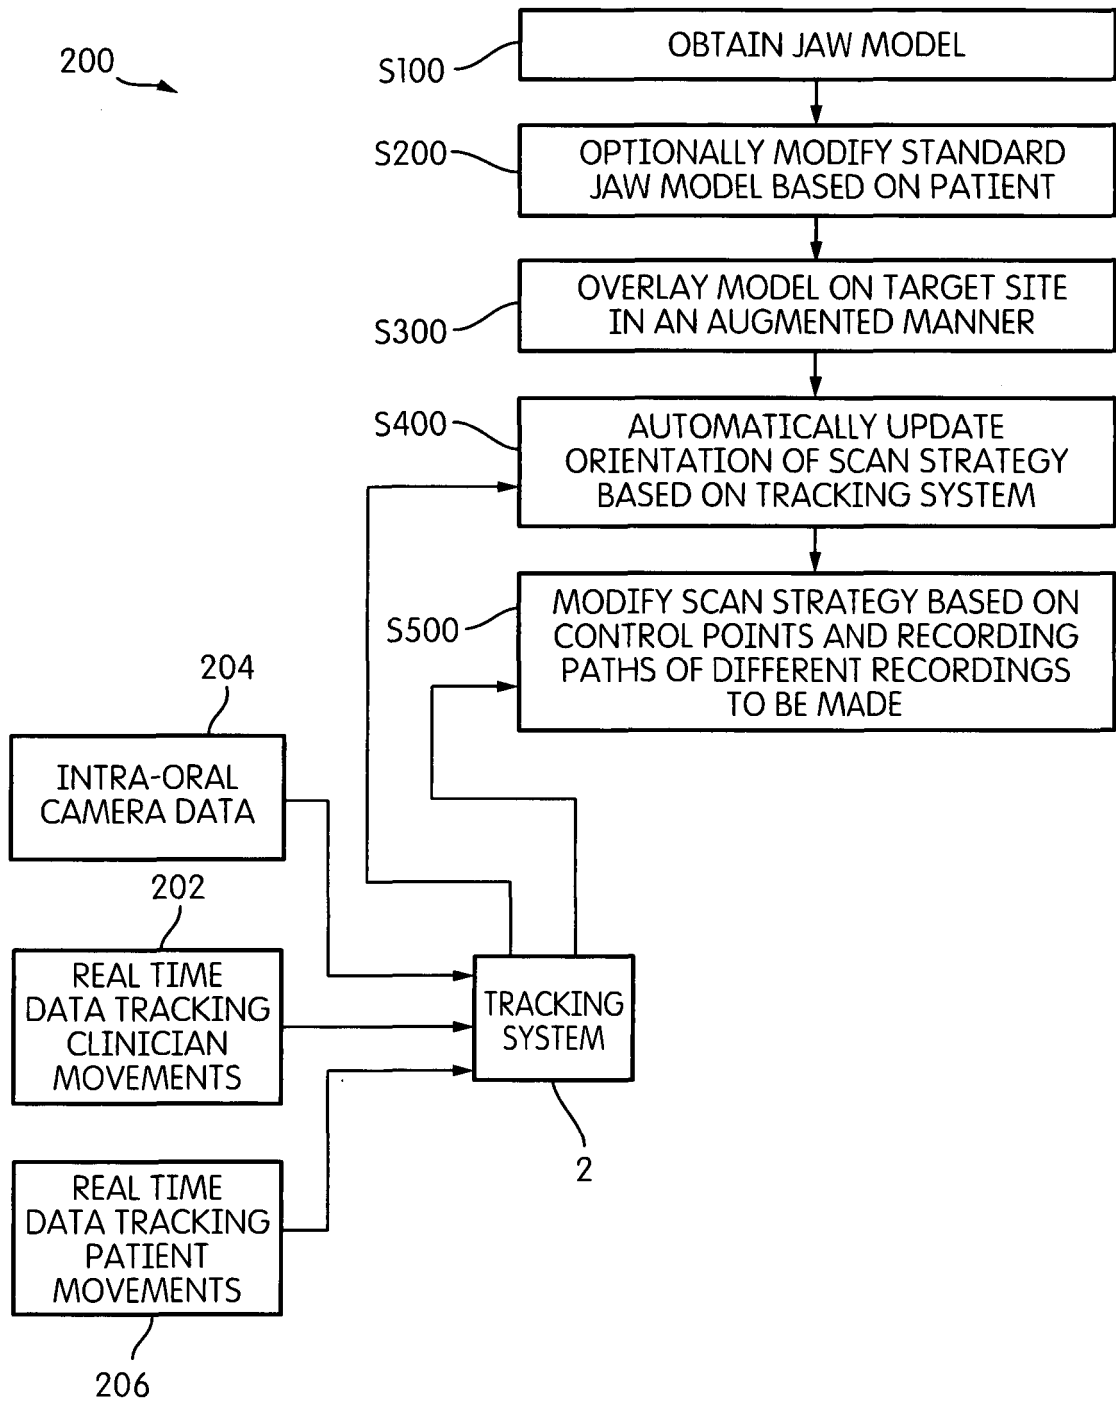 200
S100
OBTAIN JAW MODEL
S200
OPTIONALLY MODIFY STANDARD
JAW MODEL BASED ON PATIENT
S300
OVERLAY MODEL ON TARGET SITE
IN AN AUGMENTED MANNER
S400
AUTOMATICALLY UPDATE
ORIENTATION OF SCAN STRATEGY
BASED ON TRACKING SYSTEM
S500
MODIFY SCAN STRATEGY BASED ON
CONTROL POINTS AND RECORDING
PATHS OF DIFFERENT RECORDINGS
TO BE MADE
204
INTRA-ORAL
CAMERA DATA
202
REAL TIME
DATA TRACKING
CLINICIAN
MOVEMENTS
TRACKING
SYSTEM
2
REAL TIME
DATA TRACKING
PATIENT
MOVEMENTS
206